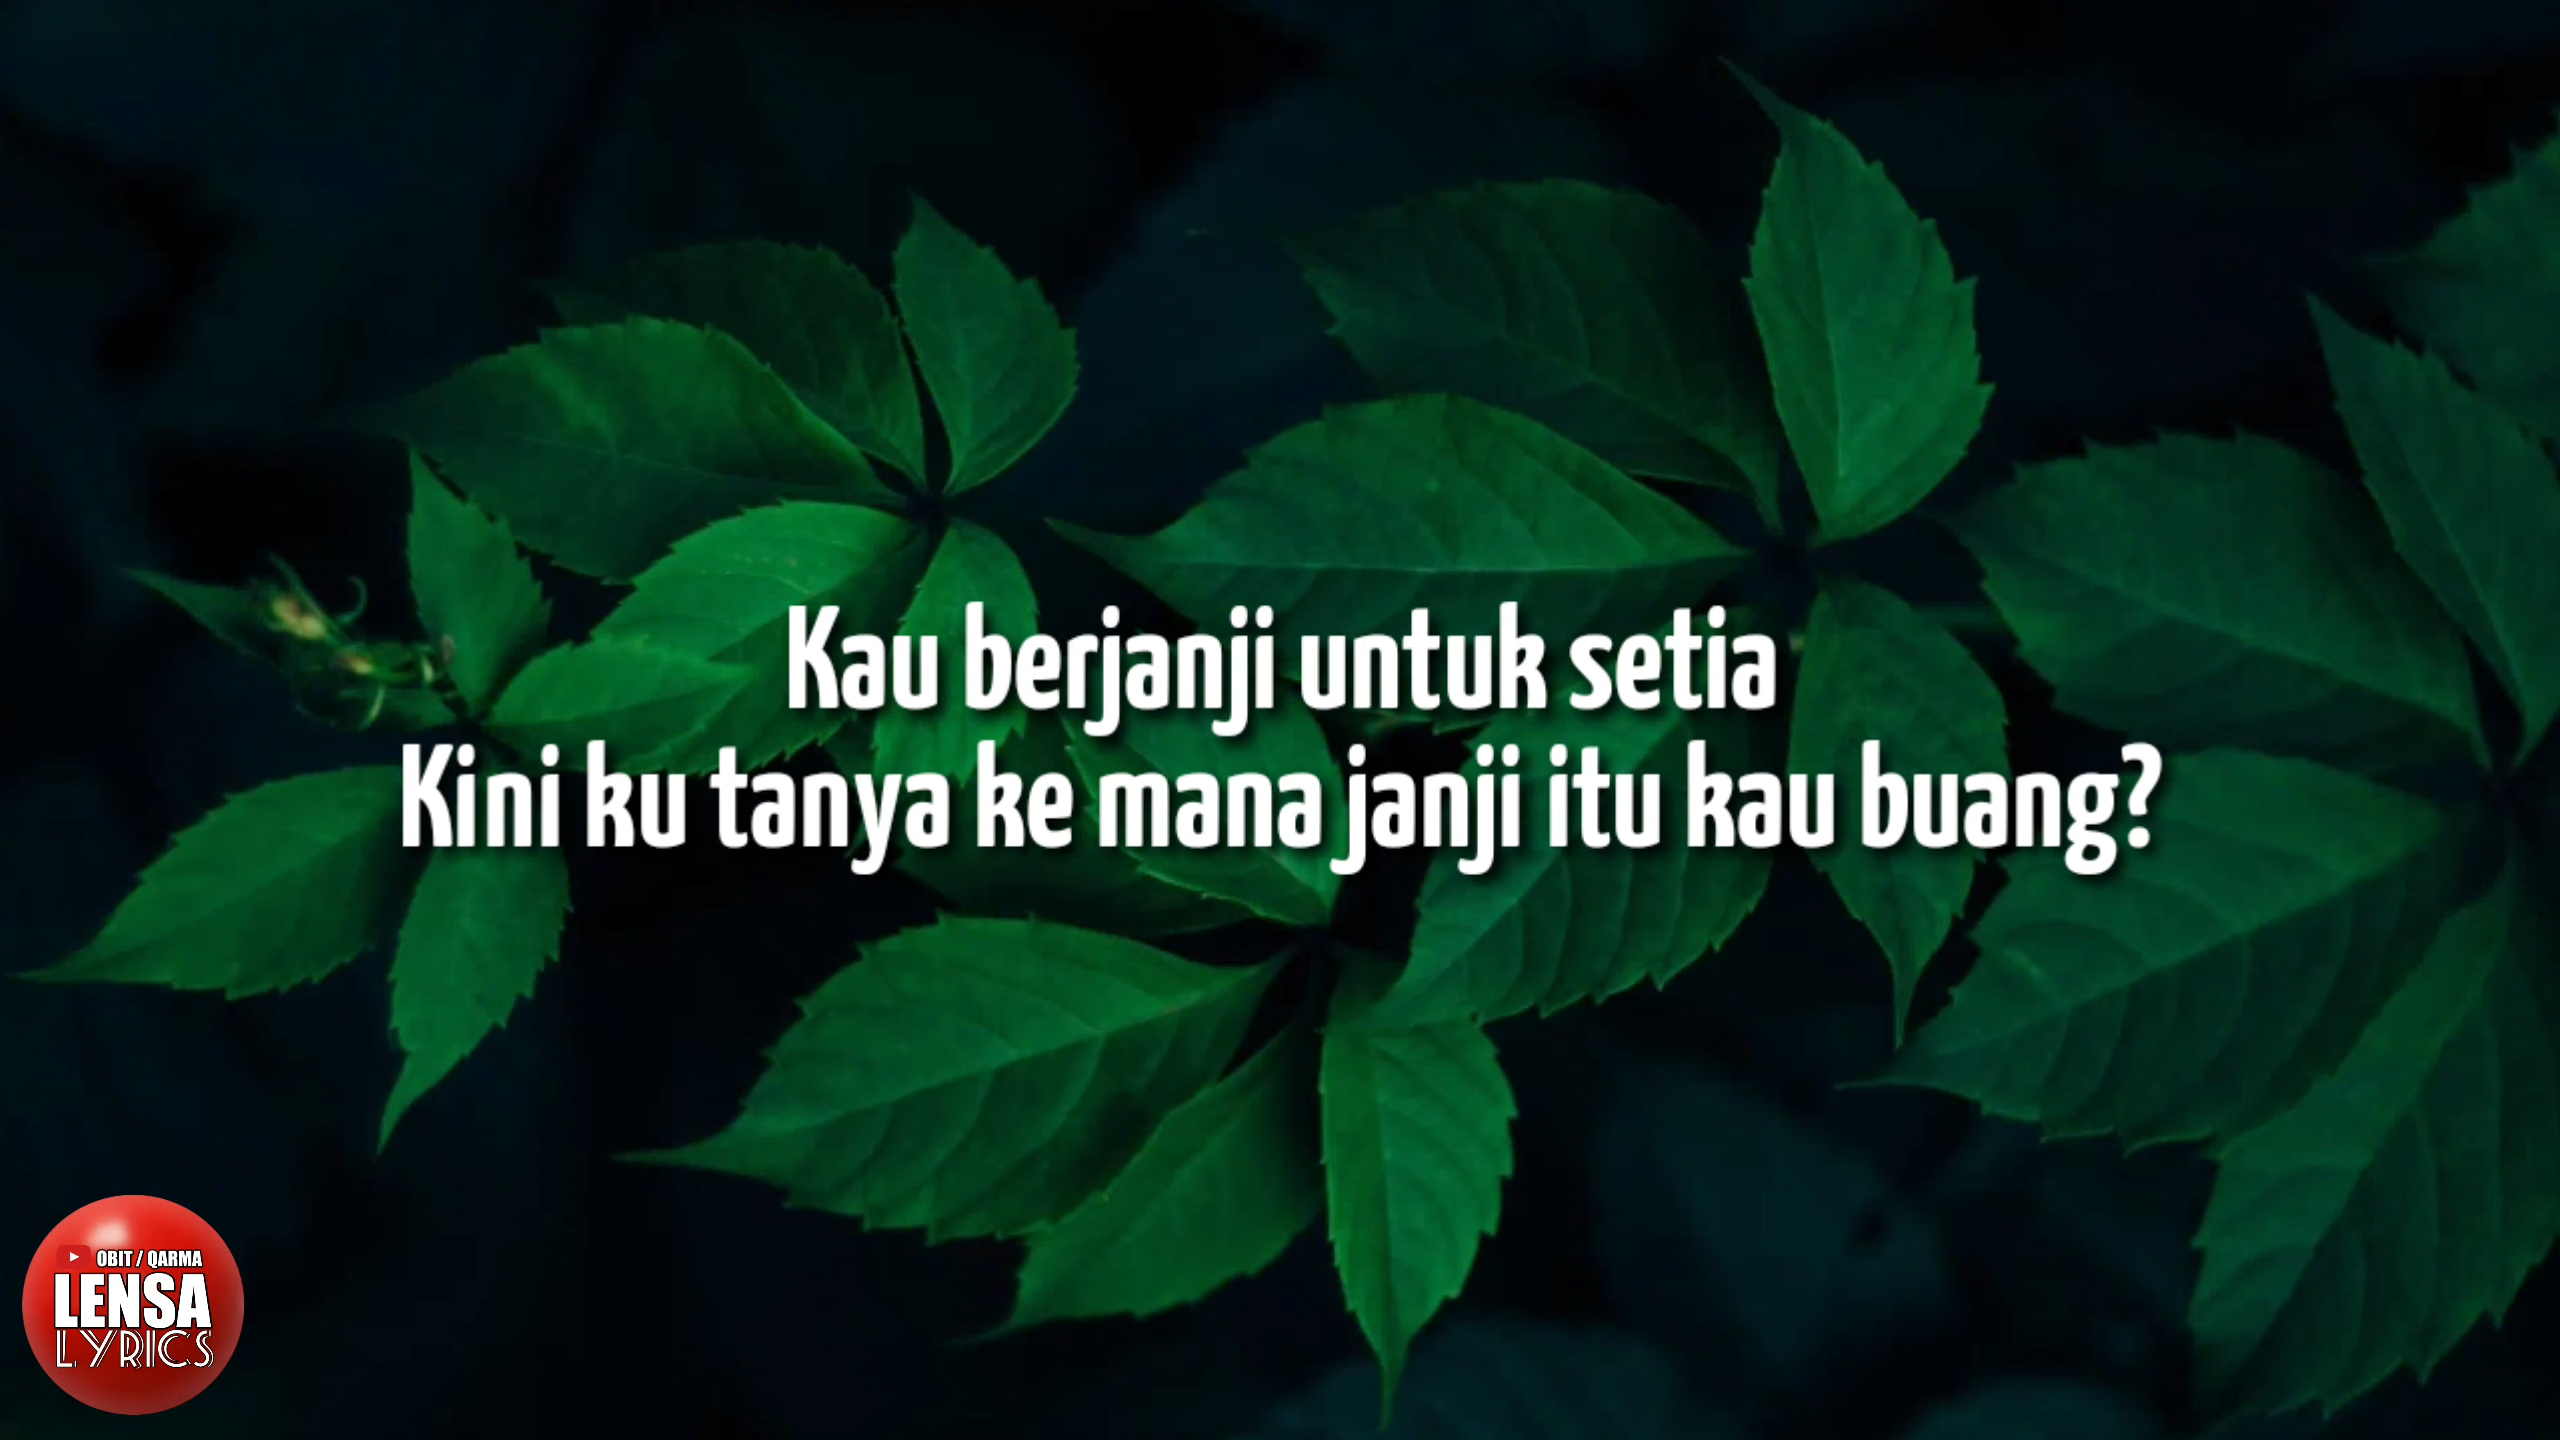 Kau berjanji untuk setia
Kini ku tanya ke mana janji itu kau buang?
OBIT / QARMA
LENSA
LYRICS